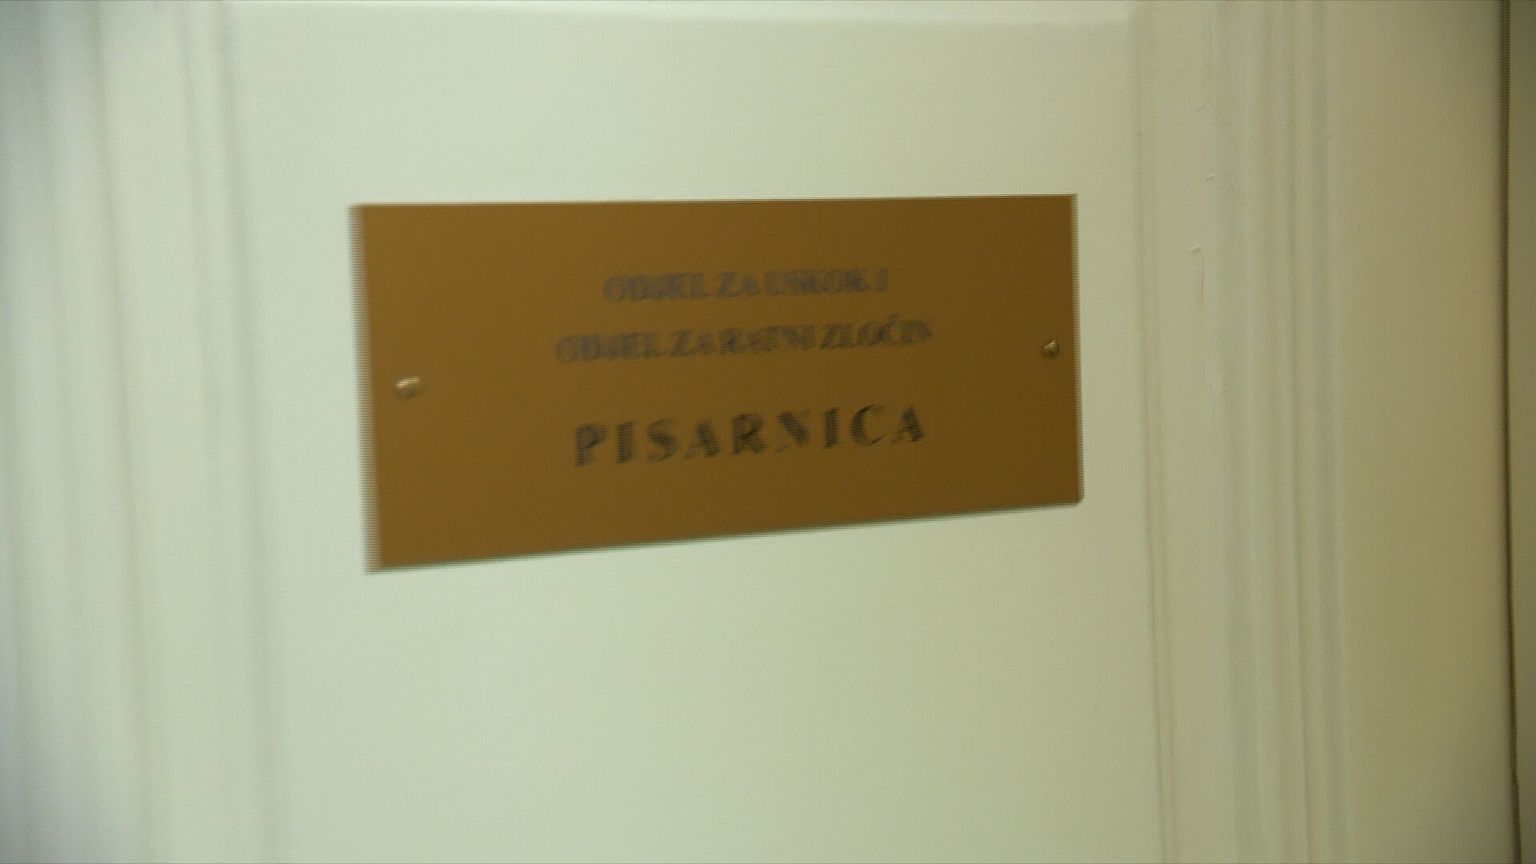 ODJEL ZA USKOK I
ODJEL ZA RATNI ZLOČIN
PISARNICA